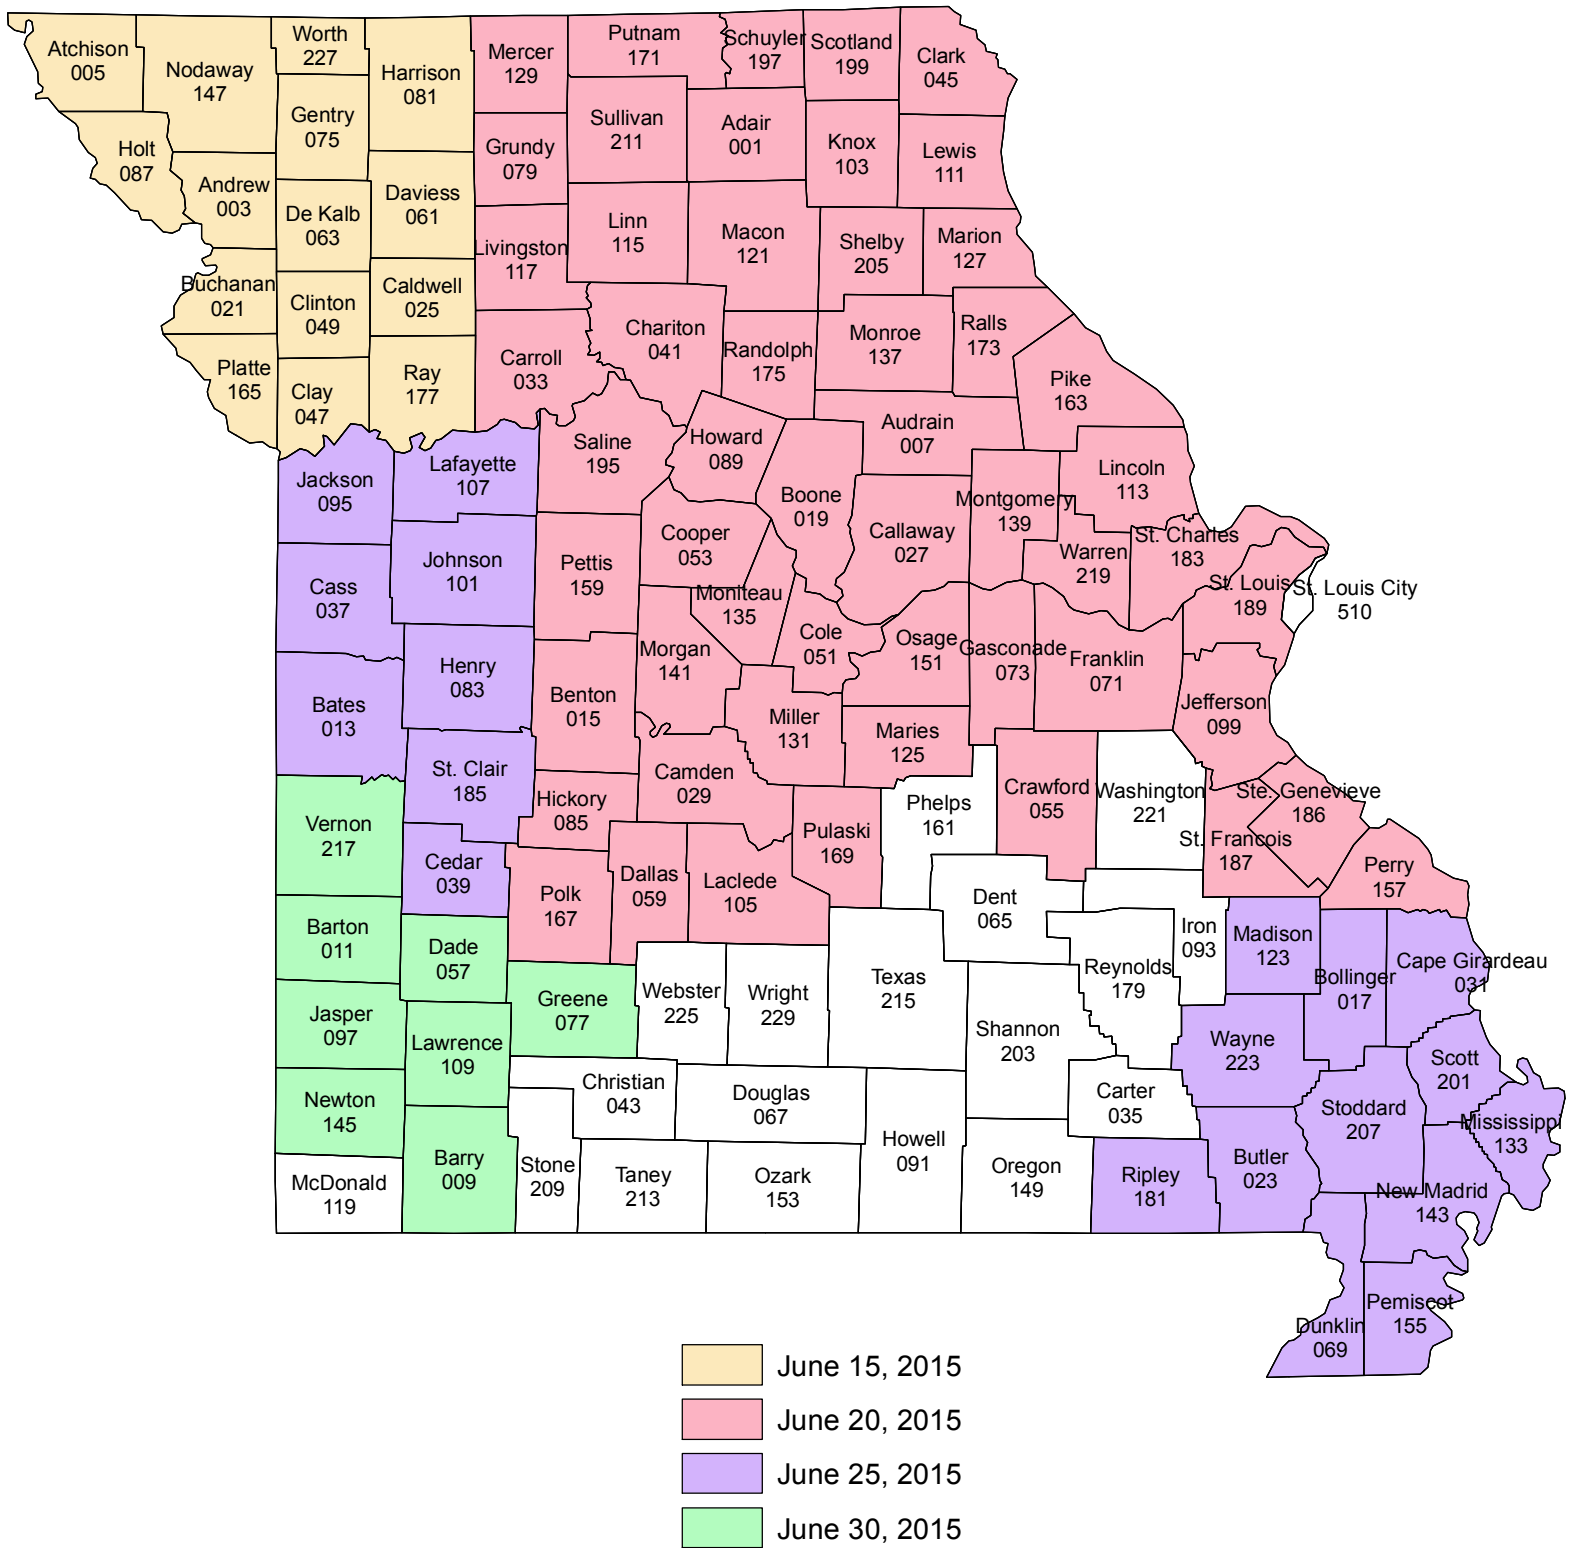 Atchison
005
Nodaway
147
Worth
227
Harrison
081
Mercer
129
Putnam
171
Schuyler
197
Scotland
199
Clark
045
Holt
087
Gentry
075
Andrew
003
De Kalb
063
Daviess
061
Grundy
079
Sullivan
211
Adair
001
Knox
103
Lewis
111
Buchanan
021
Clinton
049
Caldwell
025
Livingston
117
Linn
115
Macon
121
Shelby
205
Marion
127
Platte
165
Clay
047
Ray
177
Carroll
033
Chariton
041
Randolph
175
Monroe
137
Ralls
173
Pike
163
Jackson
095
Lafayette
107
Saline
195
Howard
089
Boone
019
Audrain
007
Callaway
027
Montgomery
139
Lincoln
113
Warren
219
St. Charles
183
St. Louis
189
St. Louis City
510
Cass
037
Johnson
101
Pettis
159
Cooper
053
Moniteau
135
Cole
051
Osage
151
Gasconade
073
Franklin
071
Jefferson
099
Bates
013
Henry
083
Benton
015
Morgan
141
Miller
131
Maries
125
Phelps
161
Crawford
055
Washington
221
Ste. Genevieve
186
St. Francois
187
Perry
157
Vernon
217
St. Clair
185
Hickory
085
Camden
029
Pulaski
169
Cedar
039
Polk
167
Dallas
059
Laclede
105
Dent
065
Iron
093
Madison
123
Bollinger
017
Cape Girardeau
031
Barton
011
Dade
057
Greene
077
Webster
225
Wright
229
Texas
215
Reynolds
179
Shannon
203
Wayne
223
Scott
201
Jasper
097
Lawrence
109
Christian
043
Douglas
067
Carter
035
Stoddard
207
Mississippi
133
Newton
145
Barry
009
Stone
209
Taney
213
Ozark
153
Howell
091
Oregon
149
Ripley
181
Butler
023
New Madrid
143
McDonald
119
Dunklin
069
Pemiscot
155
June 15, 2015
June 20, 2015
June 25, 2015
June 30, 2015